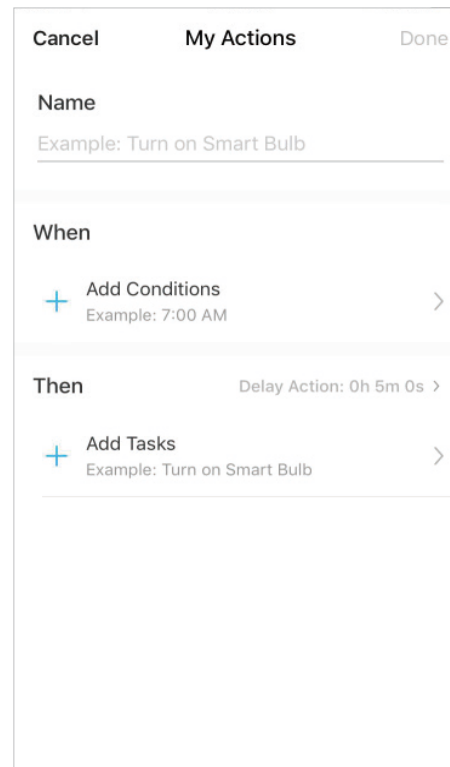 Cancel My Actions Done
Name
Example: Turn on Smart Bulb
When
Add Conditions
Example: 7:00 AM
Then Delay Action: 0h 5m 0s
Add Tasks
Example: Turn on Smart Bulb